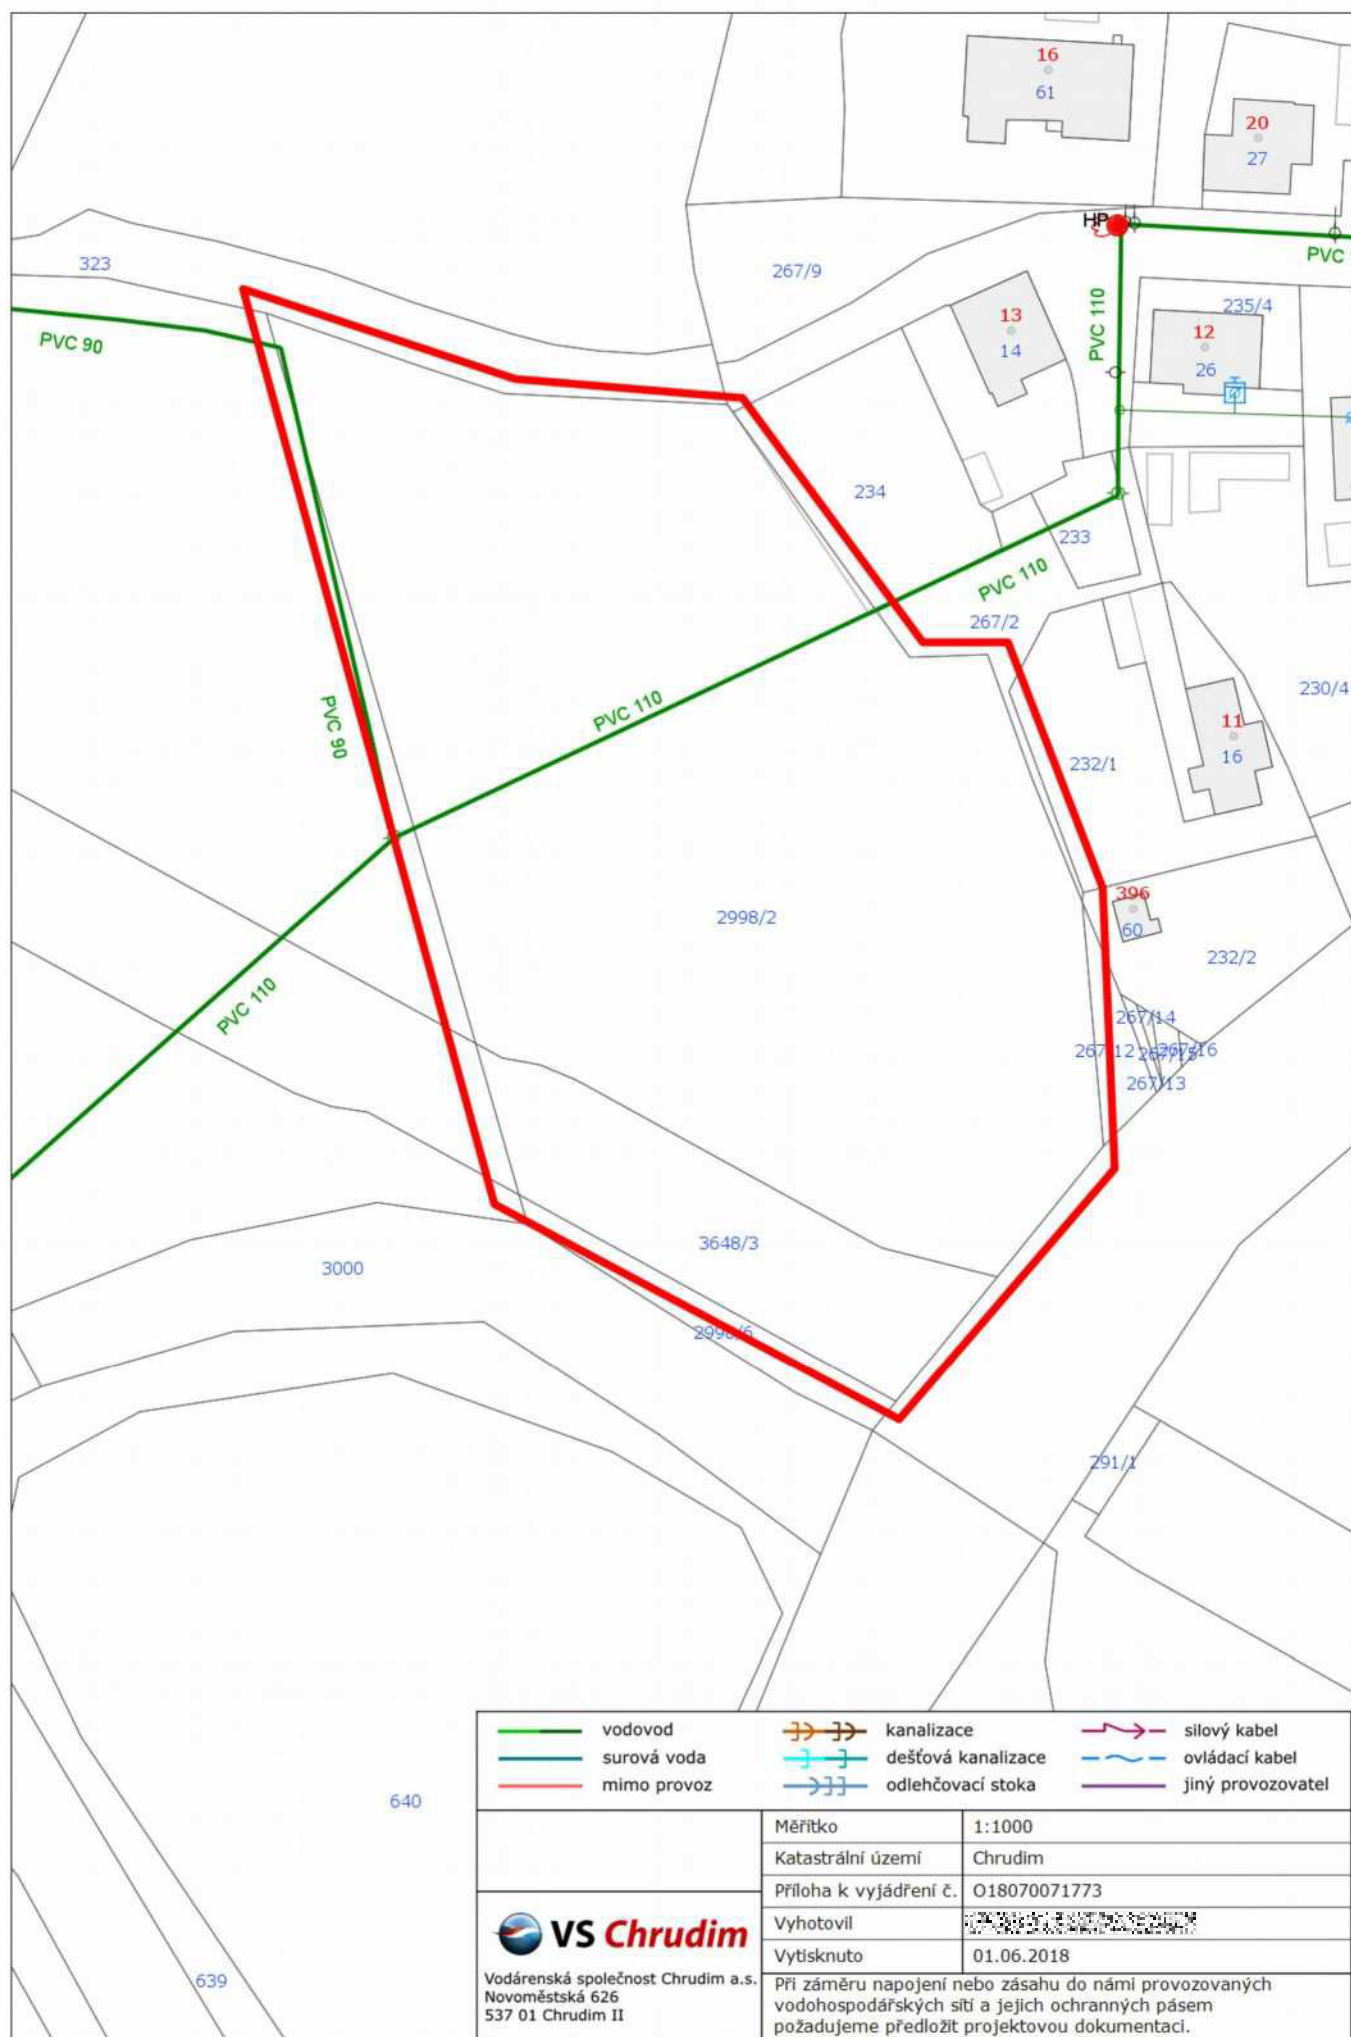 16
61
20
27
HP
PVC
323
267/9
235/4
PVC 90
PVC 110
13
14
12
26
234
233
PVC 110
267/2
230/4
PVC 90
PVC 110
11
16
232/1
396
60
2998/2
232/2
PVC 110
267/14
267/12
267/15
267/16
267/13
3648/3
3000
2998/6
291/1
640
639
vodovod
kanalizace
silový kabel
surová voda
dešťová kanalizace
ovládací kabel
mimo provoz
odlehčovací stoka
jiný provozovatel
Měřítko 1:1000
Katastrální území Chrudim
Příloha k vyjádření č. O18070071773
Vyhotovil
Vytisknuto 01.06.2018
VS Chrudim
Vodárenská společnost Chrudim a.s.
Novoměstská 626
537 01 Chrudim II
Při záměru napojení nebo zásahu do námi provozovaných
vodohospodářských sítí a jejich ochranných pásem
požadujeme předložit projektovou dokumentaci.